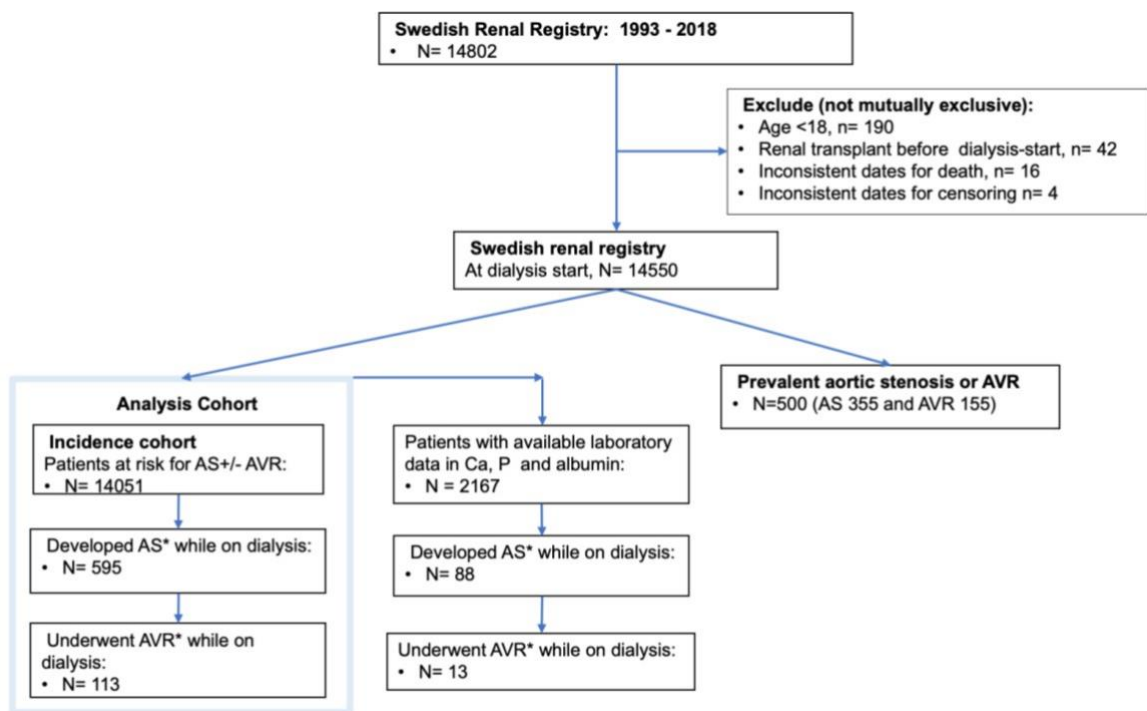 Swedish Renal Registry: 1993 - 2018
• N= 14802
Exclude (not mutually exclusive):
• Age <18, n= 190
• Renal transplant before dialysis-start, n= 42
• Inconsistent dates for death, n= 16
• Inconsistent dates for censoring n= 4
Swedish renal registry
At dialysis start, N= 14550
Prevalent aortic stenosis or AVR
• N=500 (AS 355 and AVR 155)
Analysis Cohort
Incidence cohort
Patients at risk for AS+/- AVR:
• N= 14051
Developed AS* while on dialysis:
• N= 595
Underwent AVR* while on
dialysis:
• N= 113
Patients with available laboratory
data in Ca, P and albumin:
• N = 2167
Developed AS* while on dialysis:
• N= 88
Underwent AVR* while on dialysis:
• N= 13